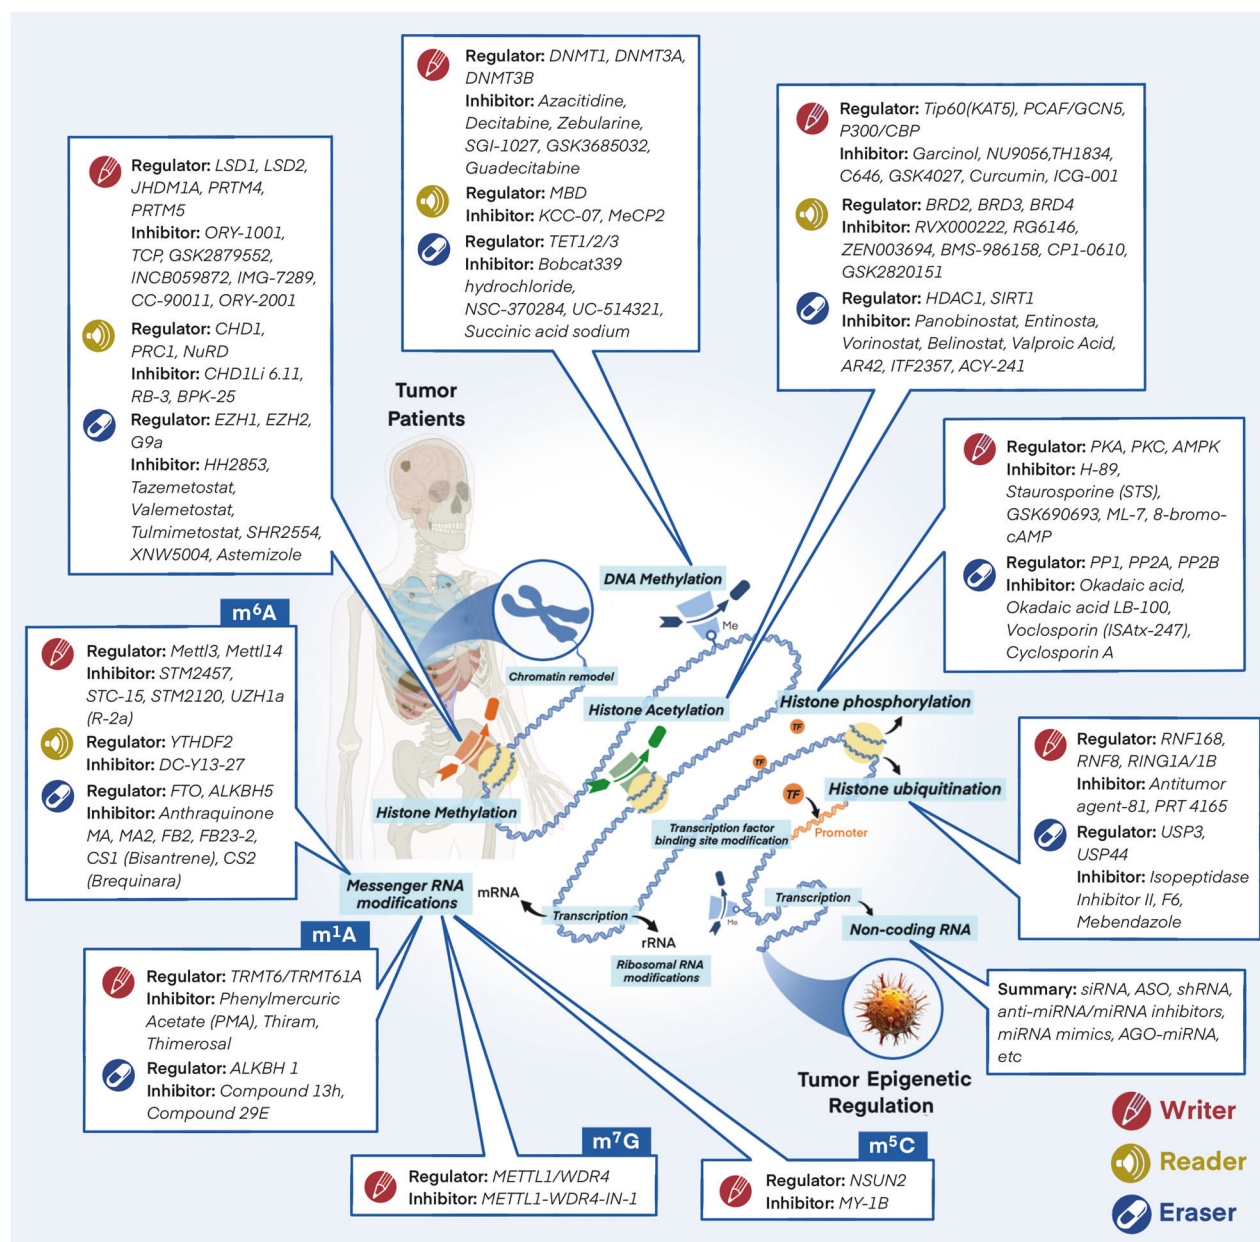 Regulator: DNMT1, DNMT3A,
DNMT3B
Inhibitor: Azacitidine,
Decitabine, Zebularine,
SGI-1027, GSK3685032,
Guadecitabine
Regulator: MBD
Inhibitor: KCC-07, MeCP2
Regulator: TET1/2/3
Inhibitor: Bobcat339
hydrochloride,
NSC-370284, UC-514321,
Succinic acid sodium
Regulator: Tip60(KAT5), PCAF/GCN5,
P300/CBP
Inhibitor: Garcinol, NU9056,TH1834,
C646, GSK4027, Curcumin, ICG-001
Regulator: BRD2, BRD3, BRD4
Inhibitor: RVX000222, RG6146,
ZEN003694, BMS-986158, CP1-0610,
GSK2820151
Regulator: HDAC1, SIRT1
Inhibitor: Panobinostat, Entinosta,
Vorinostat, Belinostat, Valproic Acid,
AR42, ITF2357, ACY-241
Regulator: LSD1, LSD2,
JHDM1A, PRTM4,
PRTM5
Inhibitor: ORY-1001,
TCP, GSK2879552,
INCB059872, IMG-7289,
CC-90011, ORY-2001
Regulator: CHD1,
PRC1, NuRD
Inhibitor: CHD1Li 6.11,
RB-3, BPK-25
Regulator: EZH1, EZH2,
G9a
Inhibitor: HH2853,
Tazemetostat,
Valemetostat,
Tulmimetostat, SHR2554,
XNW5004, Astemizole
Tumor
Patients
Regulator: PKA, PKC, AMPK
Inhibitor: H-89,
Staurosporine (STS),
GSK690693, ML-7, 8-bromo-
cAMP
Regulator: PP1, PP2A, PP2B
Inhibitor: Okadaic acid,
Okadaic acid LB-100,
Voclosporin (ISAtx-247),
Cyclosporin A
DNA Methylation
Me
Chromatin remodel
Histone Acetylation
Histone phosphorylation
TF
TF
TF
Histone Methylation
Histone ubiquitination
Transcription factor
binding site modification
Promoter
m⁶A
Regulator: Mettl3, Mettl14
Inhibitor: STM2457,
STC-15, STM2120, UZH1a
(R-2a)
Regulator: YTHDF2
Inhibitor: DC-Y13-27
Regulator: FTO, ALKBH5
Inhibitor: Anthraquinone
MA, MA2, FB2, FB23-2,
CS1 (Bisantrene), CS2
(Brequinara)
Regulator: RNF168,
RNF8, RING1A/1B
Inhibitor: Antitumor
agent-81, PRT 4165
Regulator: USP3,
USP44
Inhibitor: Isopeptidase
Inhibitor II, F6,
Mebendazole
Messenger RNA
modifications
mRNA
Transcription
rRNA
Ribosomal RNA
modifications
Me
Transcription
Non-coding RNA
m¹A
Regulator: TRMT6/TRMT61A
Inhibitor: Phenylmercuric
Acetate (PMA), Thiram,
Thimerosal
Regulator: ALKBH 1
Inhibitor: Compound 13h,
Compound 29E
Summary: siRNA, ASO, shRNA,
anti-miRNA/miRNA inhibitors,
miRNA mimics, AGO-miRNA,
etc
Tumor Epigenetic
Regulation
m⁷G
Regulator: METTL1/WDR4
Inhibitor: METTL1-WDR4-IN-1
m⁵C
Regulator: NSUN2
Inhibitor: MY-1B
Writer
Reader
Eraser